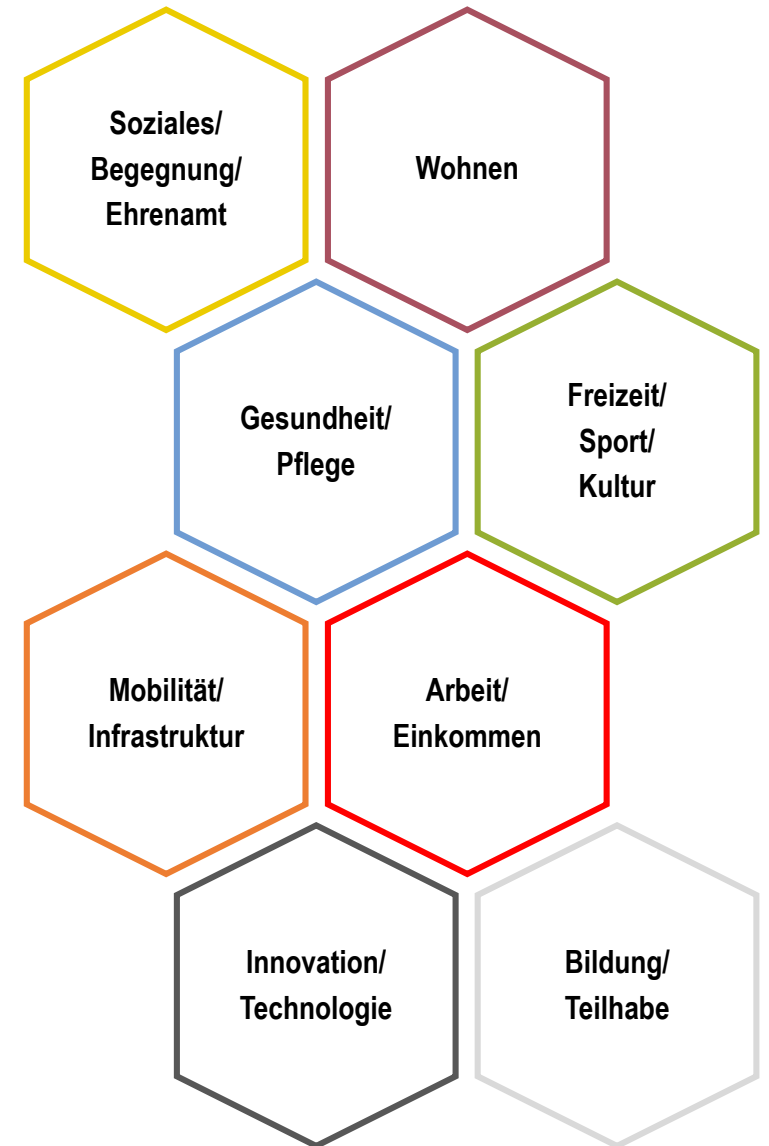 Soziales/
Begegnung/
Ehrenamt
Wohnen
Gesundheit/
Pflege
Freizeit/
Sport/
Kultur
Mobilität/
Infrastruktur
Arbeit/
Einkommen
Innovation/
Technologie
Bildung/
Teilhabe